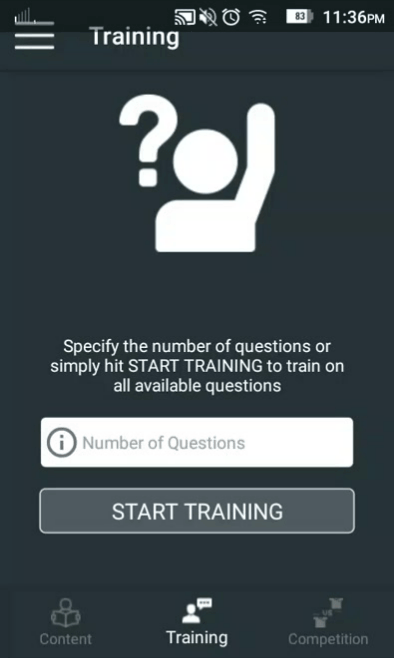 83 11:36PM
Training
Specify the number of questions or
simply hit START TRAINING to train on
all available questions
Number of Questions
START TRAINING
Content
Training
VS
Competition